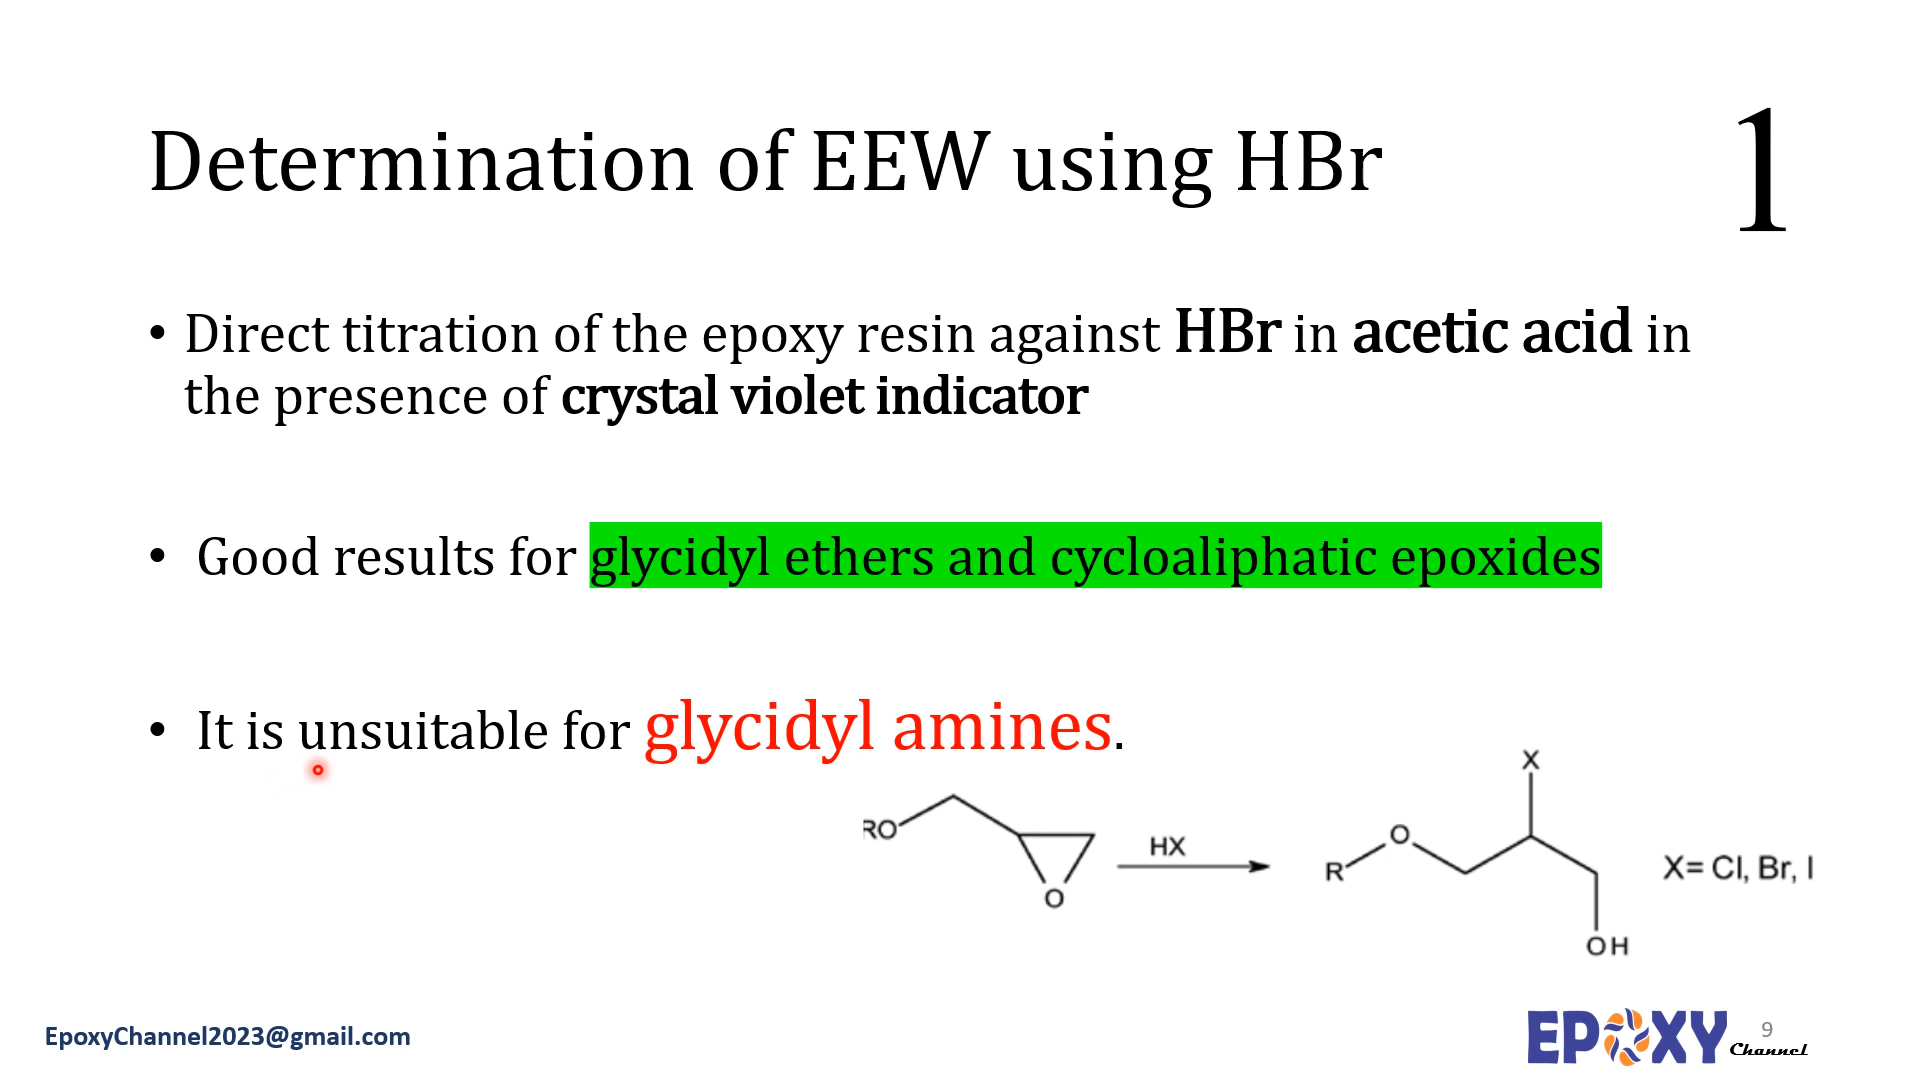 Determination of EEW using HBr
1
• Direct titration of the epoxy resin against HBr in acetic acid in
the presence of crystal violet indicator
• Good results for glycidyl ethers and cycloaliphatic epoxides
• It is unsuitable for glycidyl amines.
RO
O
HX
R
O
X
OH
X= Cl, Br, I
EpoxyChannel2023@gmail.com
EPOXY
Channel
9